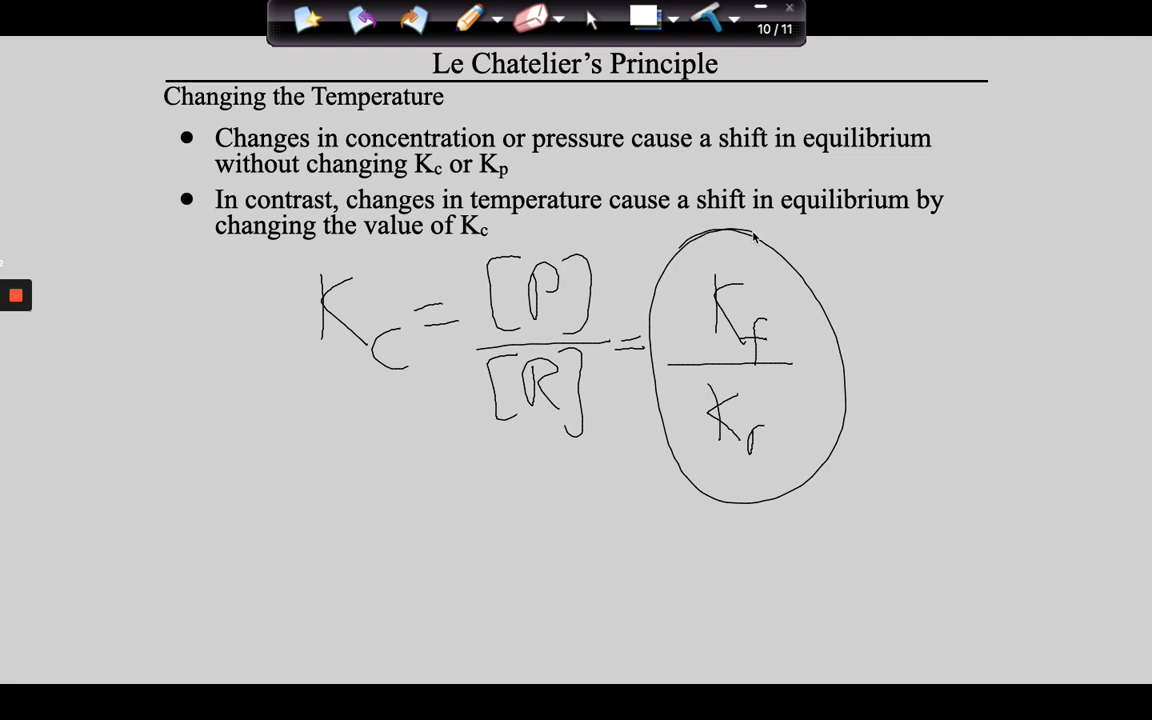 10 / 11
Le Chatelier's Principle
Changing the Temperature
● Changes in concentration or pressure cause a shift in equilibrium
without changing Kc or Kp
● In contrast, changes in temperature cause a shift in equilibrium by
changing the value of Kc
Kc = [P] / [R] = Kf / Kr